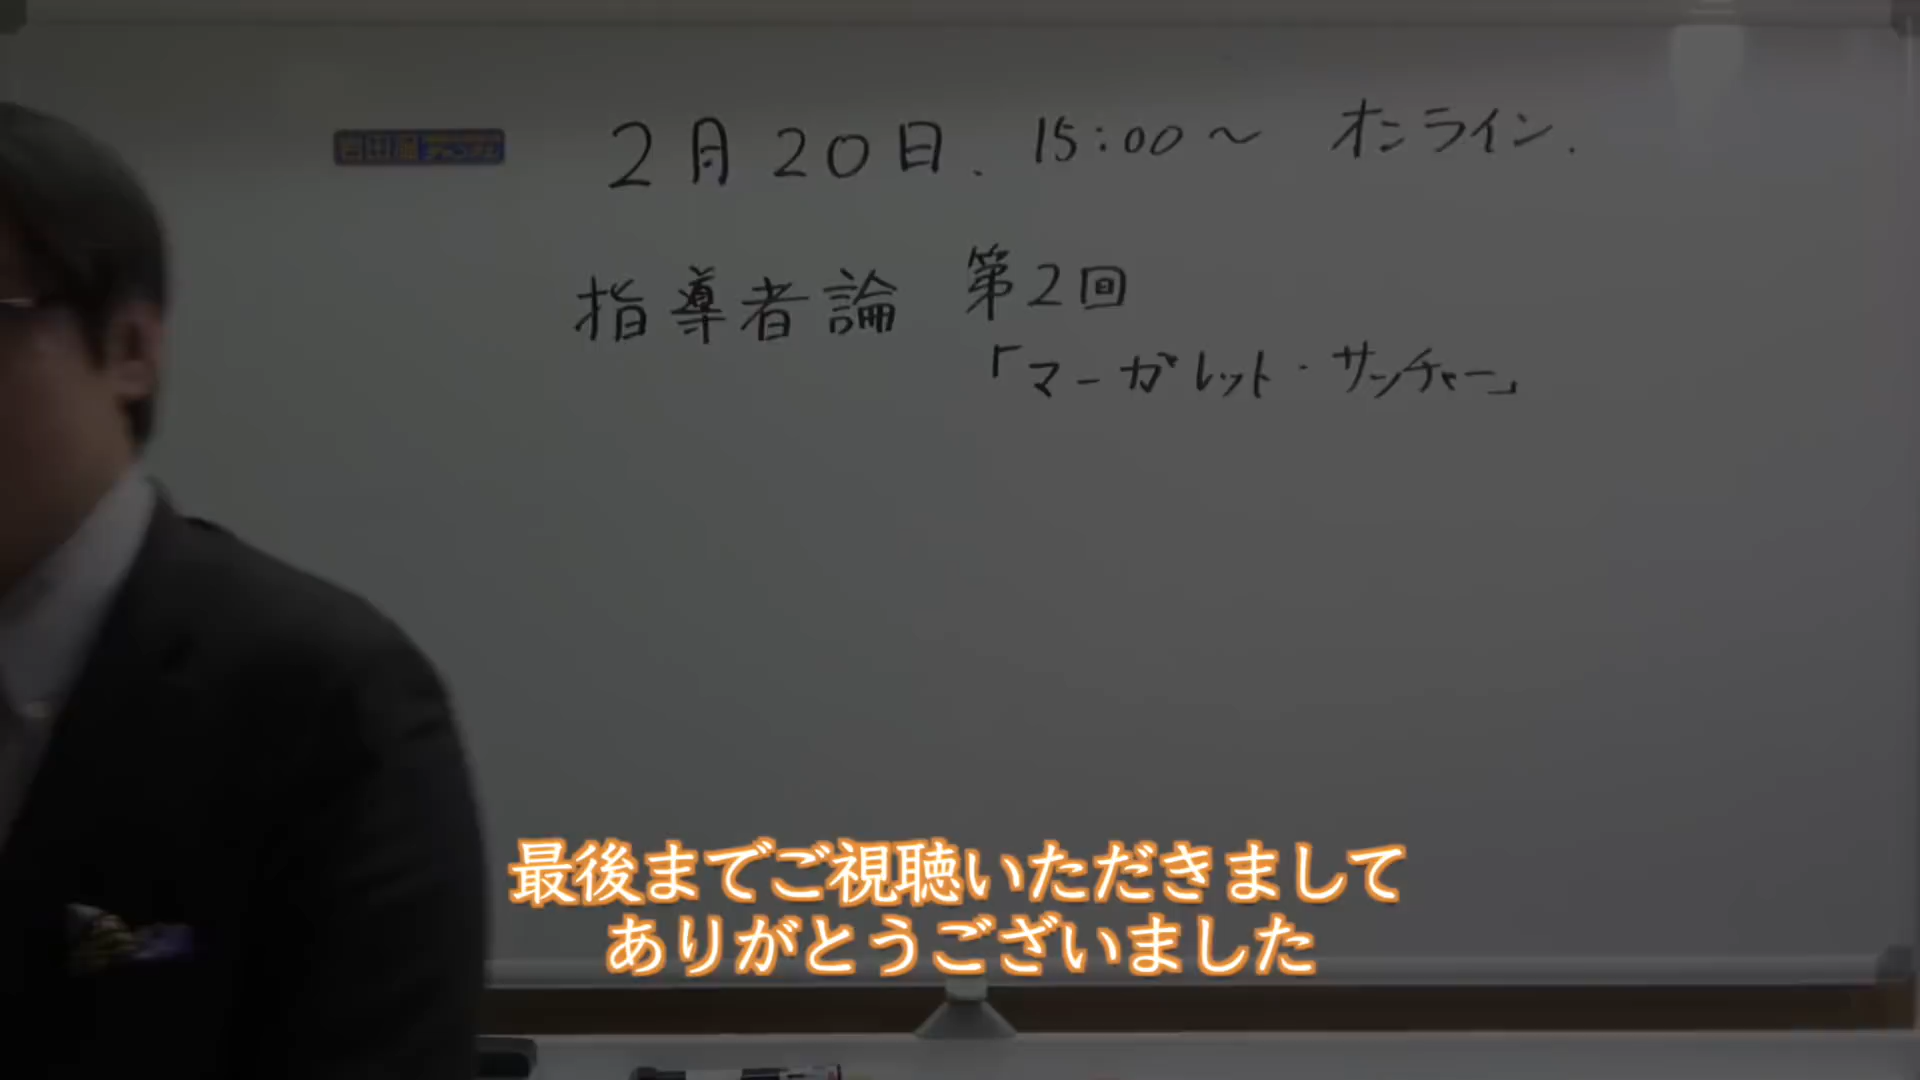 2月20日. 15:00～ オンライン.
指導者論 第2回
「マーガレット・サッチャー」
最後までご視聴いただきまして
ありがとうございました